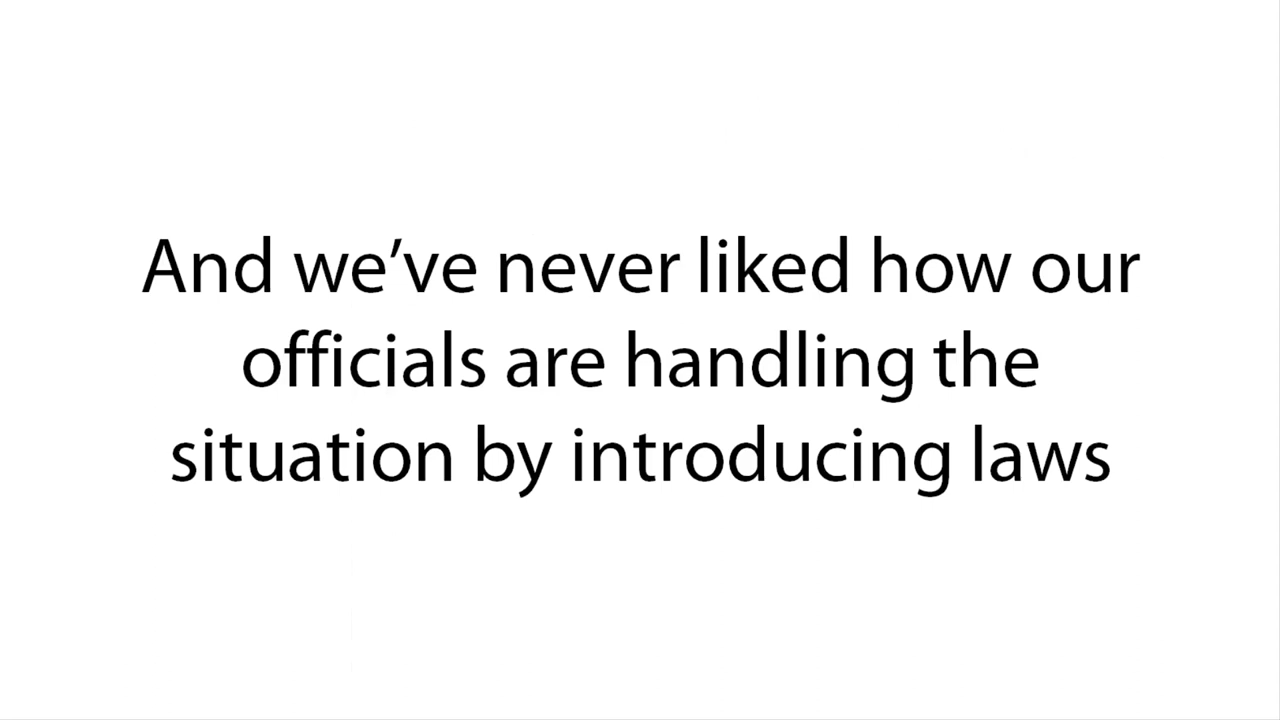 And we’ve never liked how our
officials are handling the
situation by introducing laws